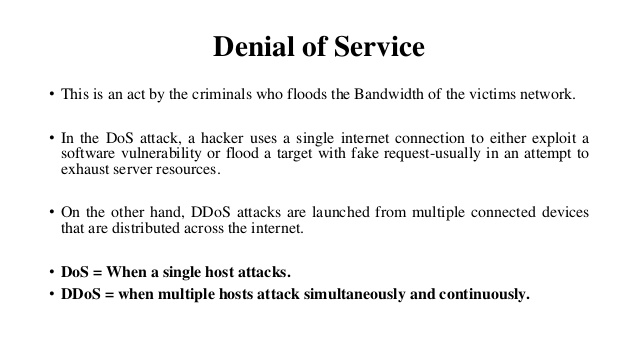 Denial of Service
• This is an act by the criminals who floods the Bandwidth of the victims network.
• In the DoS attack, a hacker uses a single internet connection to either exploit a
software vulnerability or flood a target with fake request-usually in an attempt to
exhaust server resources.
• On the other hand, DDoS attacks are launched from multiple connected devices
that are distributed across the internet.
• DoS = When a single host attacks.
• DDoS = when multiple hosts attack simultaneously and continuously.